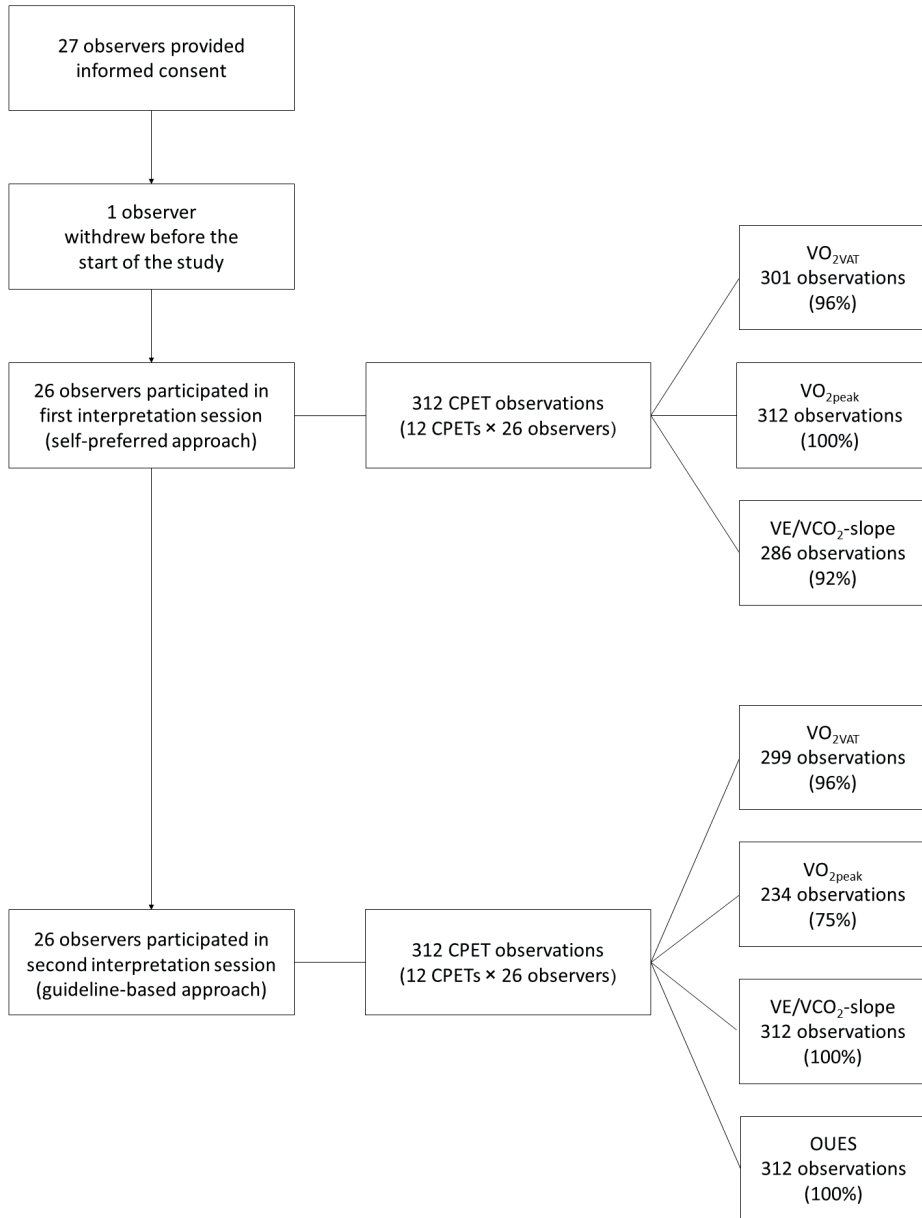 27 observers provided
informed consent
1 observer
withdrew before the
start of the study
26 observers participated in
first interpretation session
(self-preferred approach)
312 CPET observations
(12 CPETs × 26 observers)
VO₂VAT
301 observations
(96%)
VO₂peak
312 observations
(100%)
VE/VCO₂-slope
286 observations
(92%)
26 observers participated in
second interpretation session
(guideline-based approach)
312 CPET observations
(12 CPETs × 26 observers)
VO₂VAT
299 observations
(96%)
VO₂peak
234 observations
(75%)
VE/VCO₂-slope
312 observations
(100%)
OUES
312 observations
(100%)